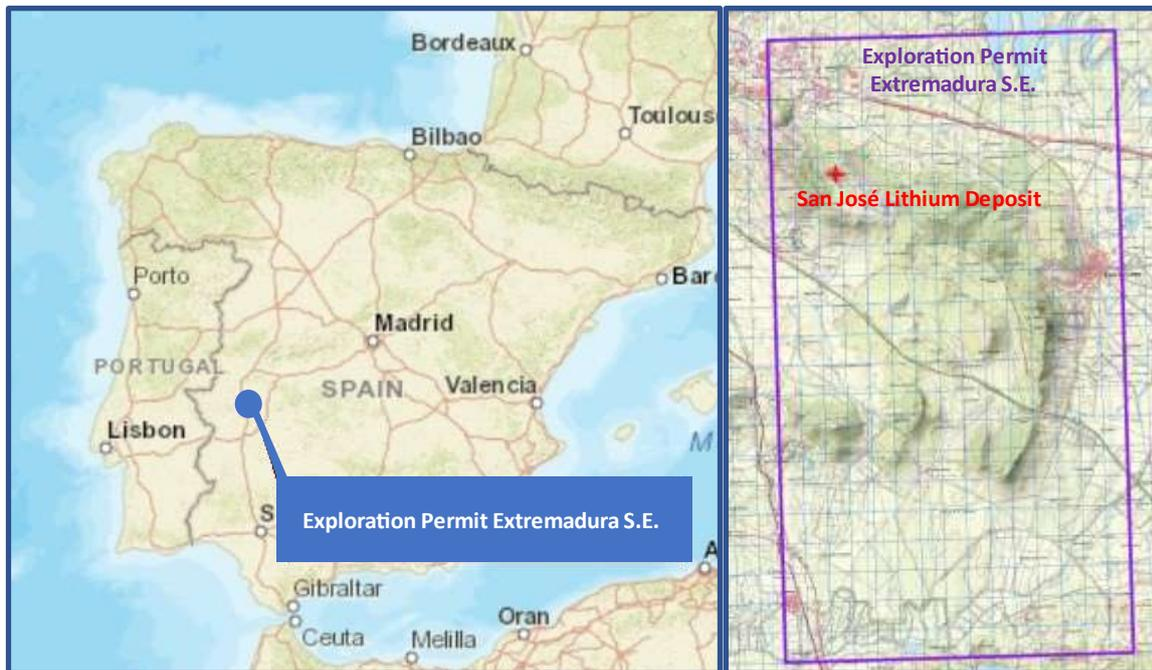 Bordeaux
Toulous
Bilbao
Porto
Bar
Madrid
PORTUGAL
SPAIN
Valencia
Lisbon
M
S
Exploration Permit Extremadura S.E.
A
Gibraltar
Ceuta
Melilla
Oran
Exploration Permit
Extremadura S.E.
San José Lithium Deposit